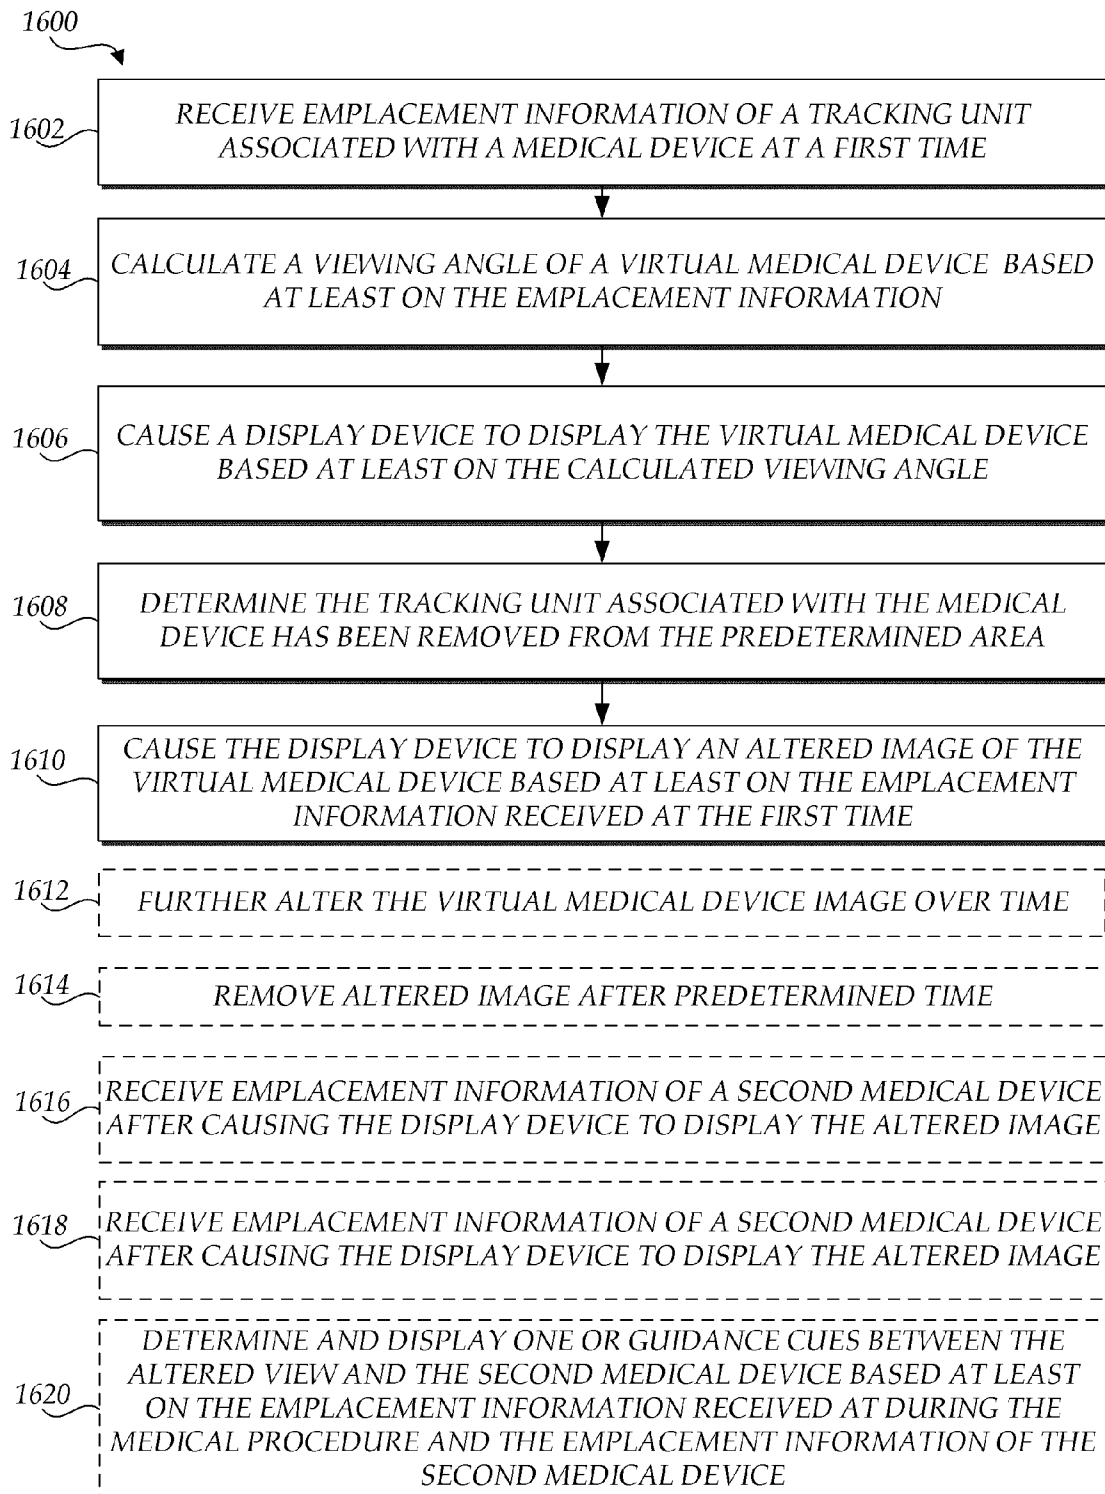 1600
1602
RECEIVE EMPLACEMENT INFORMATION OF A TRACKING UNIT
ASSOCIATED WITH A MEDICAL DEVICE AT A FIRST TIME
1604
CALCULATE A VIEWING ANGLE OF A VIRTUAL MEDICAL DEVICE BASED
AT LEAST ON THE EMPLACEMENT INFORMATION
1606
CAUSE A DISPLAY DEVICE TO DISPLAY THE VIRTUAL MEDICAL DEVICE
BASED AT LEAST ON THE CALCULATED VIEWING ANGLE
1608
DETERMINE THE TRACKING UNIT ASSOCIATED WITH THE MEDICAL
DEVICE HAS BEEN REMOVED FROM THE PREDETERMINED AREA
1610
CAUSE THE DISPLAY DEVICE TO DISPLAY AN ALTERED IMAGE OF THE
VIRTUAL MEDICAL DEVICE BASED AT LEAST ON THE EMPLACEMENT
INFORMATION RECEIVED AT THE FIRST TIME
1612
FURTHER ALTER THE VIRTUAL MEDICAL DEVICE IMAGE OVER TIME
1614
REMOVE ALTERED IMAGE AFTER PREDETERMINED TIME
1616
RECEIVE EMPLACEMENT INFORMATION OF A SECOND MEDICAL DEVICE
AFTER CAUSING THE DISPLAY DEVICE TO DISPLAY THE ALTERED IMAGE
1618
RECEIVE EMPLACEMENT INFORMATION OF A SECOND MEDICAL DEVICE
AFTER CAUSING THE DISPLAY DEVICE TO DISPLAY THE ALTERED IMAGE
1620
DETERMINE AND DISPLAY ONE OR GUIDANCE CUES BETWEEN THE
ALTERED VIEW AND THE SECOND MEDICAL DEVICE BASED AT LEAST
ON THE EMPLACEMENT INFORMATION RECEIVED AT DURING THE
MEDICAL PROCEDURE AND THE EMPLACEMENT INFORMATION OF THE
SECOND MEDICAL DEVICE